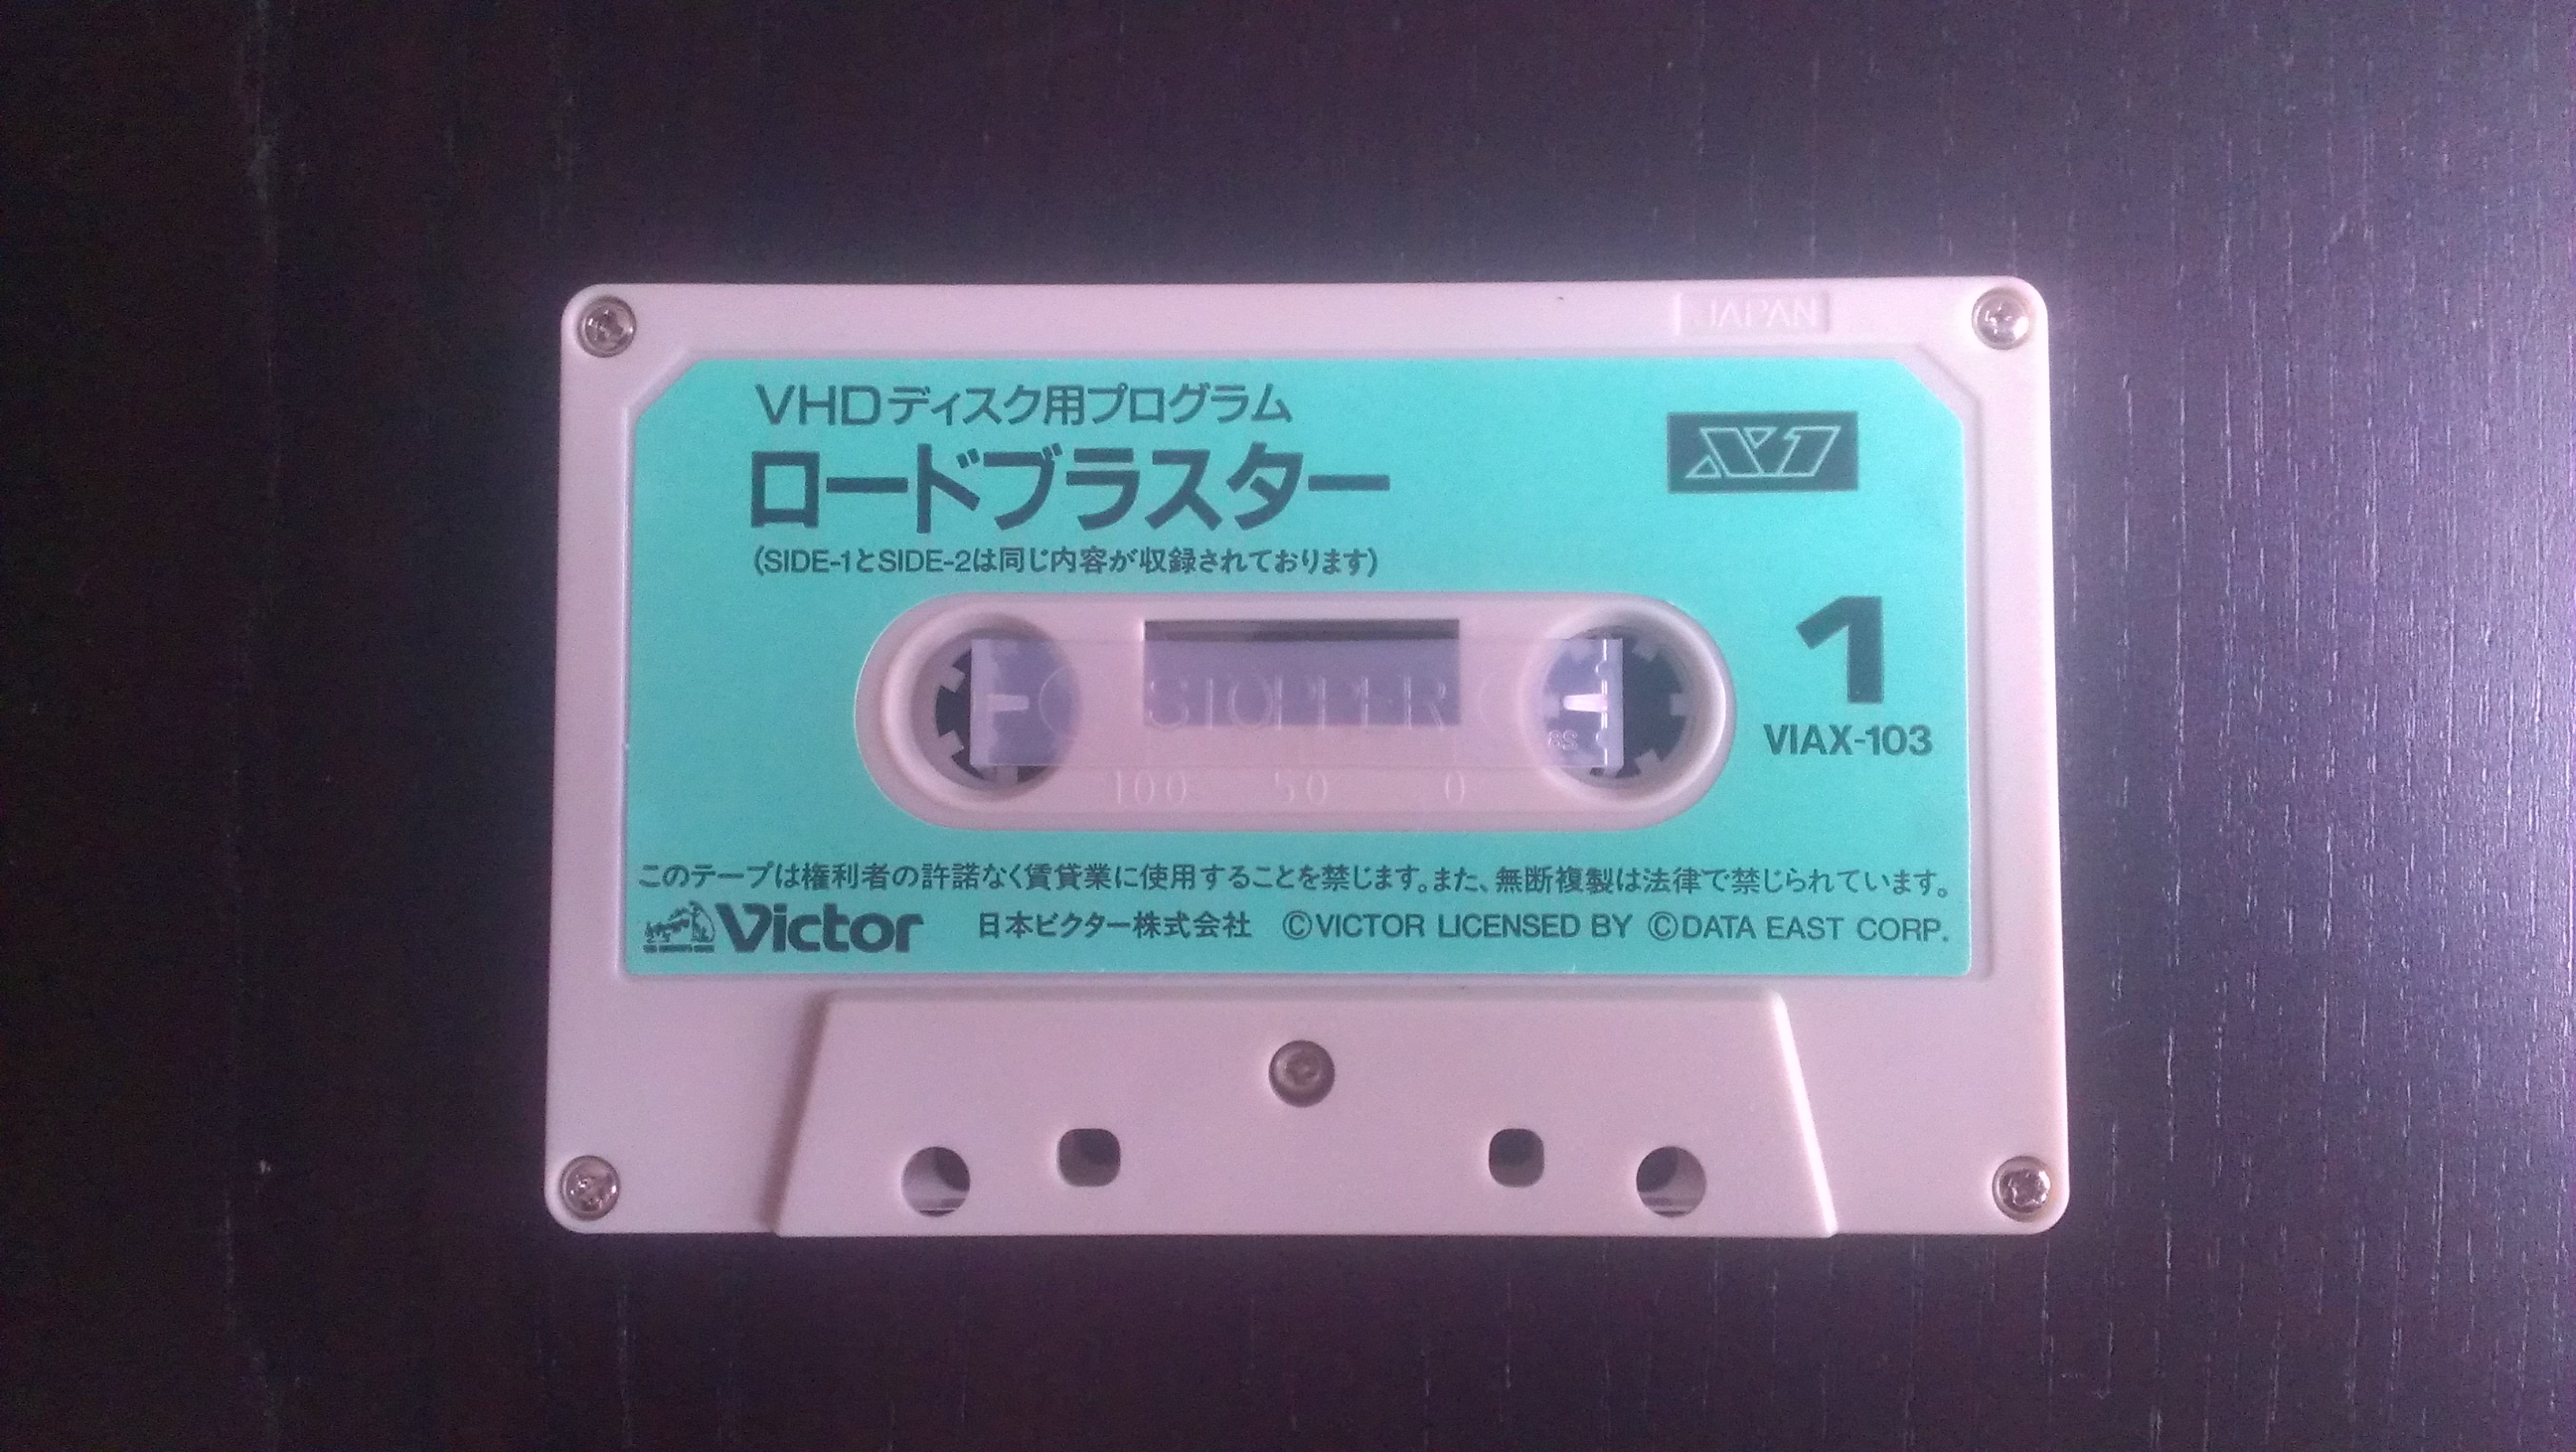 JAPAN
VHDディスク用プログラム
X1
ロードブラスター
(SIDE-1とSIDE-2は同じ内容が収録されております)
1
VIAX-103
STOPPER
100 50 0
このテープは権利者の許諾なく賃貸業に使用することを禁じます。また、無断複製は法律で禁じられています。
Victor 日本ビクター株式会社 ©VICTOR LICENSED BY ©DATA EAST CORP.